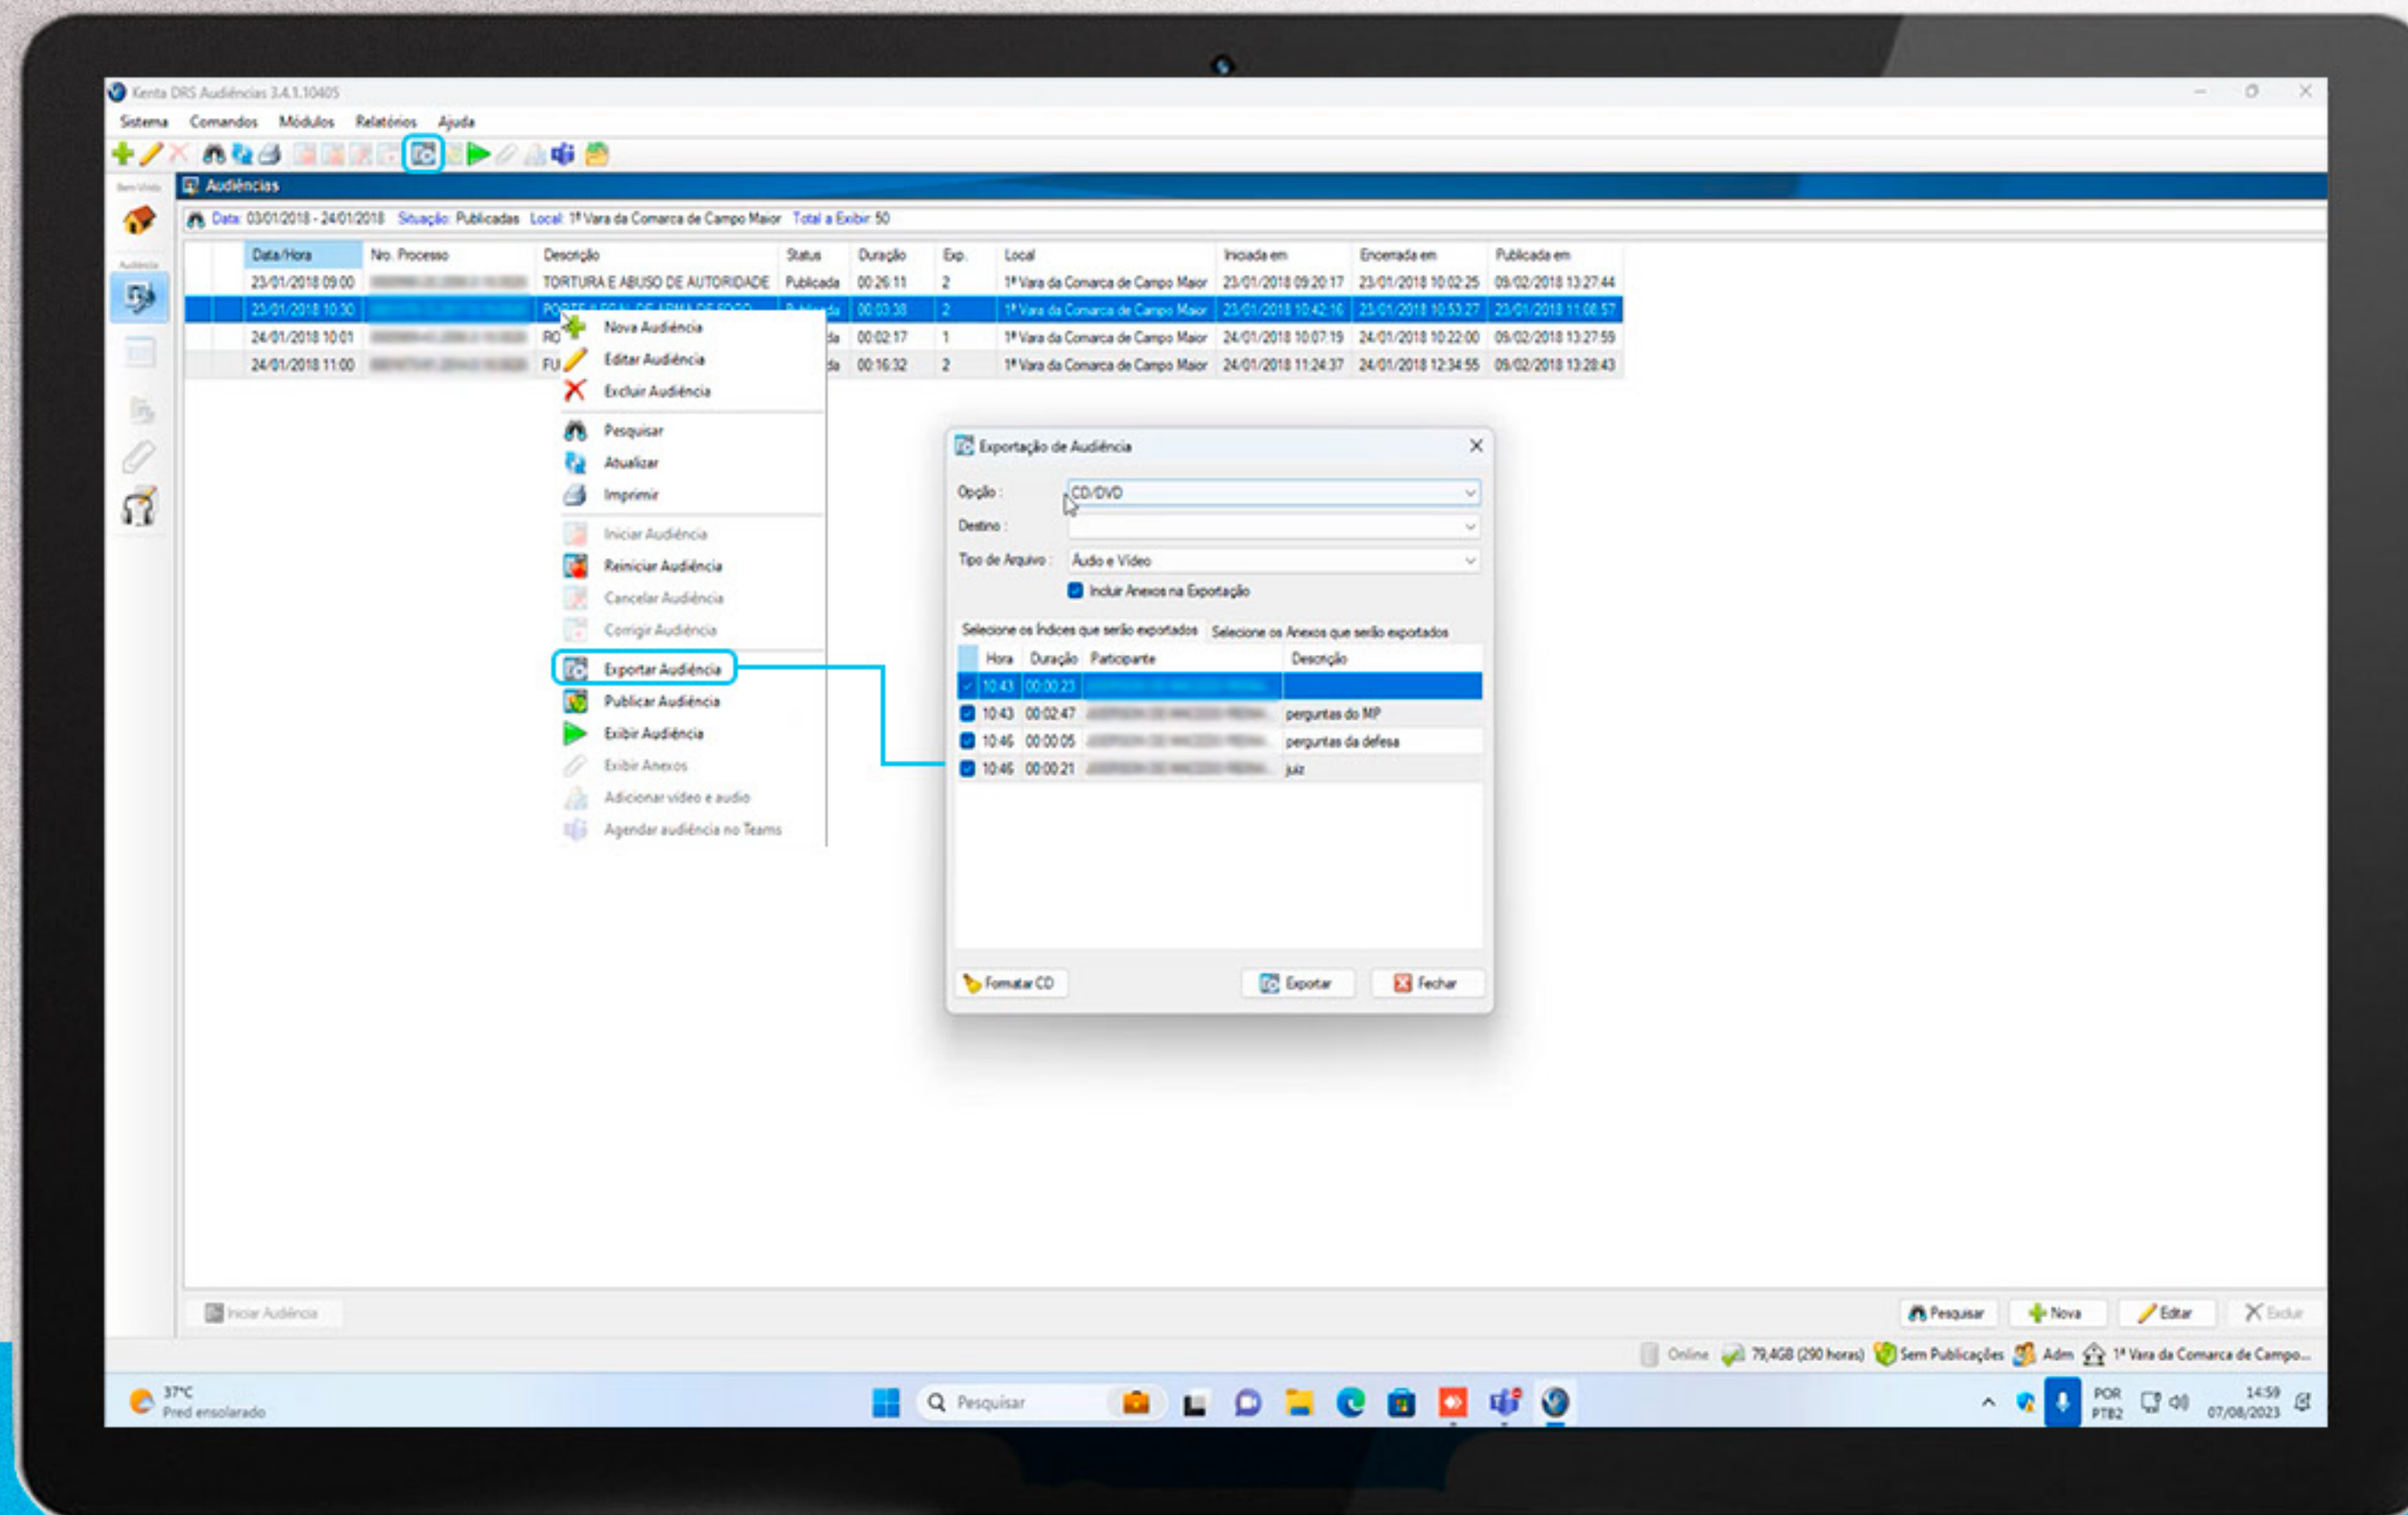 Kenta DRS Audiências 3.4.1.10405
Sistema Comandos Módulos Relatórios Ajuda
Bem-Vindo
Audiências
Data: 03/01/2018 - 24/01/2018 Situação: Publicadas Local: 1ª Vara da Comarca de Campo Maior Total a Exibir: 50
Audiência
Data/Hora Nro. Processo Descrição Status Duração Exp. Local Iniciada em Encerrada em Publicada em
23/01/2018 09:00 TORTURA E ABUSO DE AUTORIDADE Publicada 00:26:11 2 1ª Vara da Comarca de Campo Maior 23/01/2018 09:20:17 23/01/2018 10:02:25 09/02/2018 13:27:44
23/01/2018 10:30 PORTE ILEGAL DE ARMA DE FOGO Publicada 00:03:38 2 1ª Vara da Comarca de Campo Maior 23/01/2018 10:42:16 23/01/2018 10:53:27 23/01/2018 11:08:57
24/01/2018 10:01 RO da 00:02:17 1 1ª Vara da Comarca de Campo Maior 24/01/2018 10:07:19 24/01/2018 10:22:00 09/02/2018 13:27:59
24/01/2018 11:00 FU da 00:16:32 2 1ª Vara da Comarca de Campo Maior 24/01/2018 11:24:37 24/01/2018 12:34:55 09/02/2018 13:28:43
Nova Audiência
Editar Audiência
Excluir Audiência
Pesquisar
Atualizar
Imprimir
Iniciar Audiência
Reiniciar Audiência
Cancelar Audiência
Corrigir Audiência
Exportar Audiência
Publicar Audiência
Exibir Audiência
Exibir Anexos
Adicionar vídeo e audio
Agendar audiência no Teams
Exportação de Audiência
Opção : CD/DVD
Destino :
Tipo de Arquivo : Áudio e Vídeo
Incluir Anexos na Exportação
Selecione os Índices que serão exportados Selecione os Anexos que serão exportados
Hora Duração Participante Descrição
10:43 00:00:23
10:43 00:02:47 perguntas do MP
10:46 00:00:05 perguntas da defesa
10:46 00:00:21 juiz
Formatar CD Exportar Fechar
Iniciar Audiência Pesquisar Nova Editar Excluir
Online 79,4GB (290 horas) Sem Publicações Adm 1ª Vara da Comarca de Campo...
37°C
Pred ensolarado
Pesquisar
POR
PTB2
14:59
07/08/2023